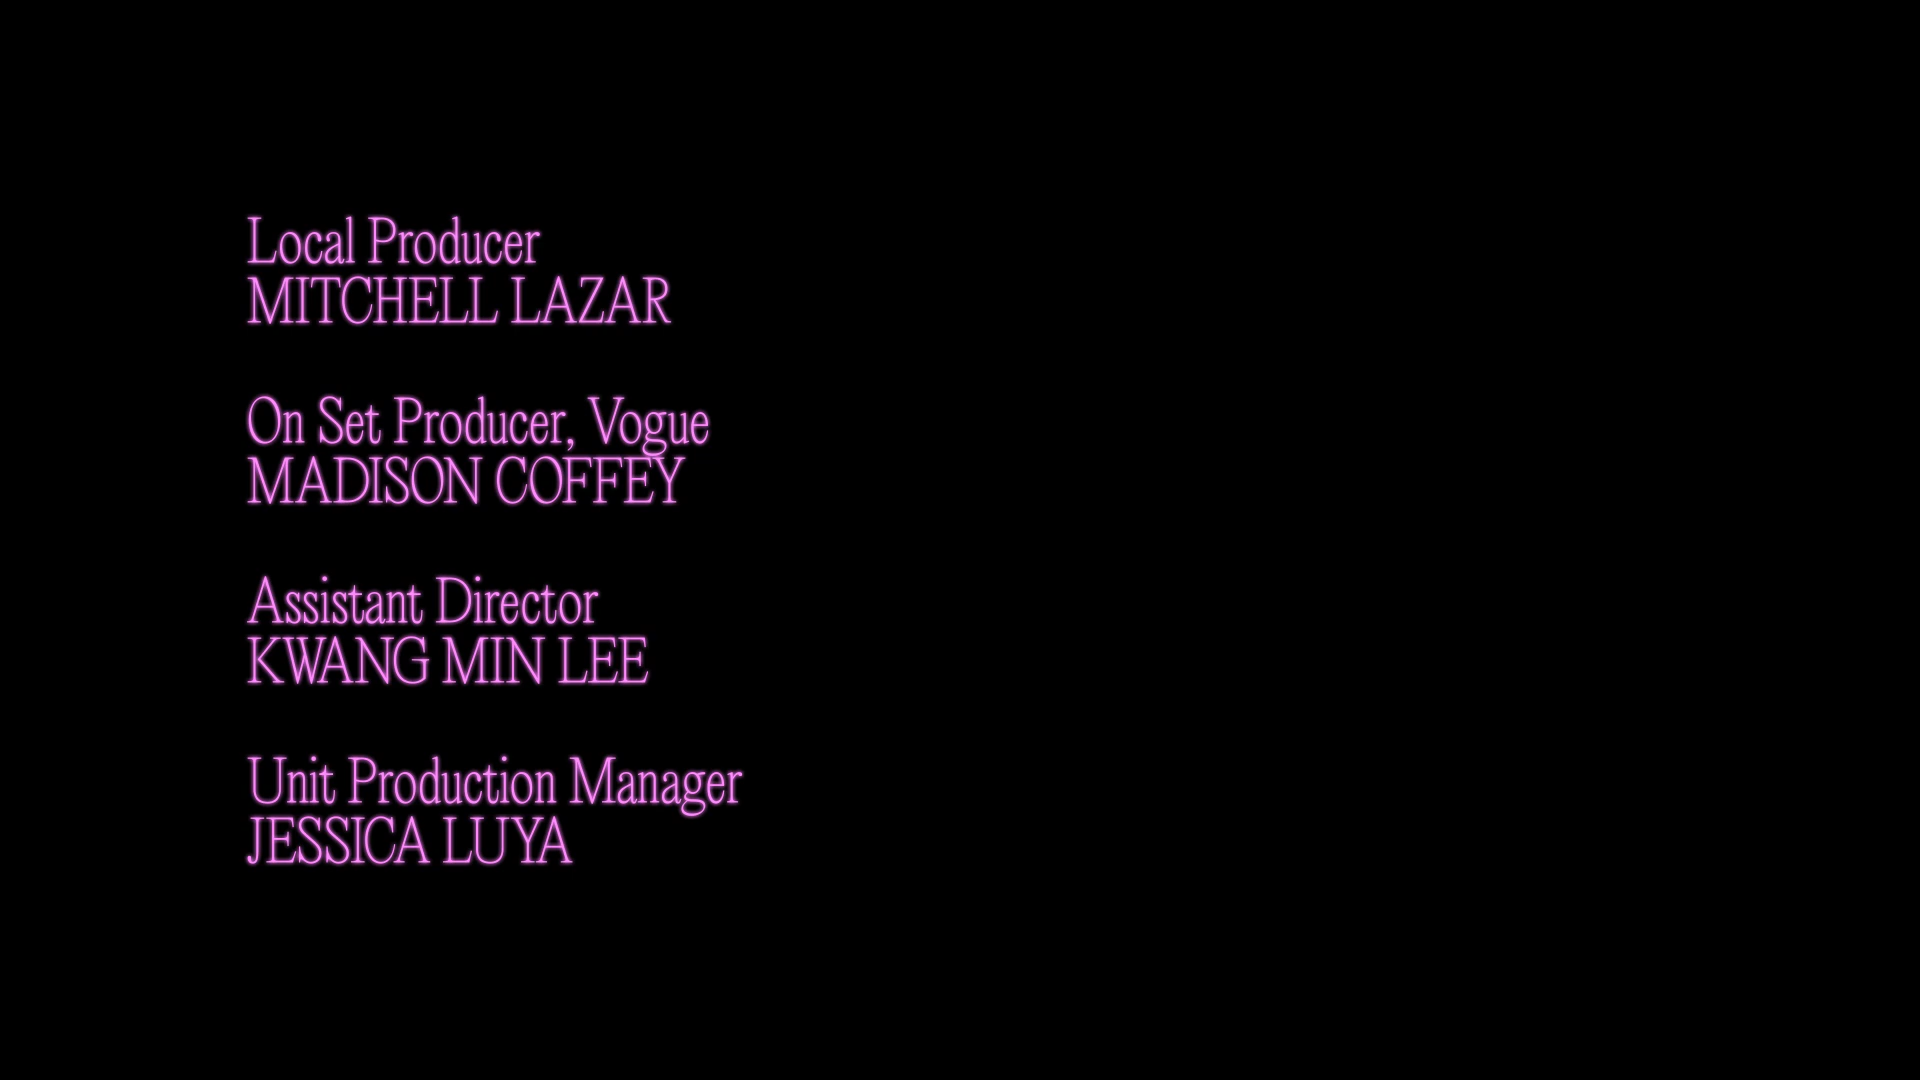 Local Producer
MITCHELL LAZAR
On Set Producer, Vogue
MADISON COFFEY
Assistant Director
KWANG MIN LEE
Unit Production Manager
JESSICA LUYA